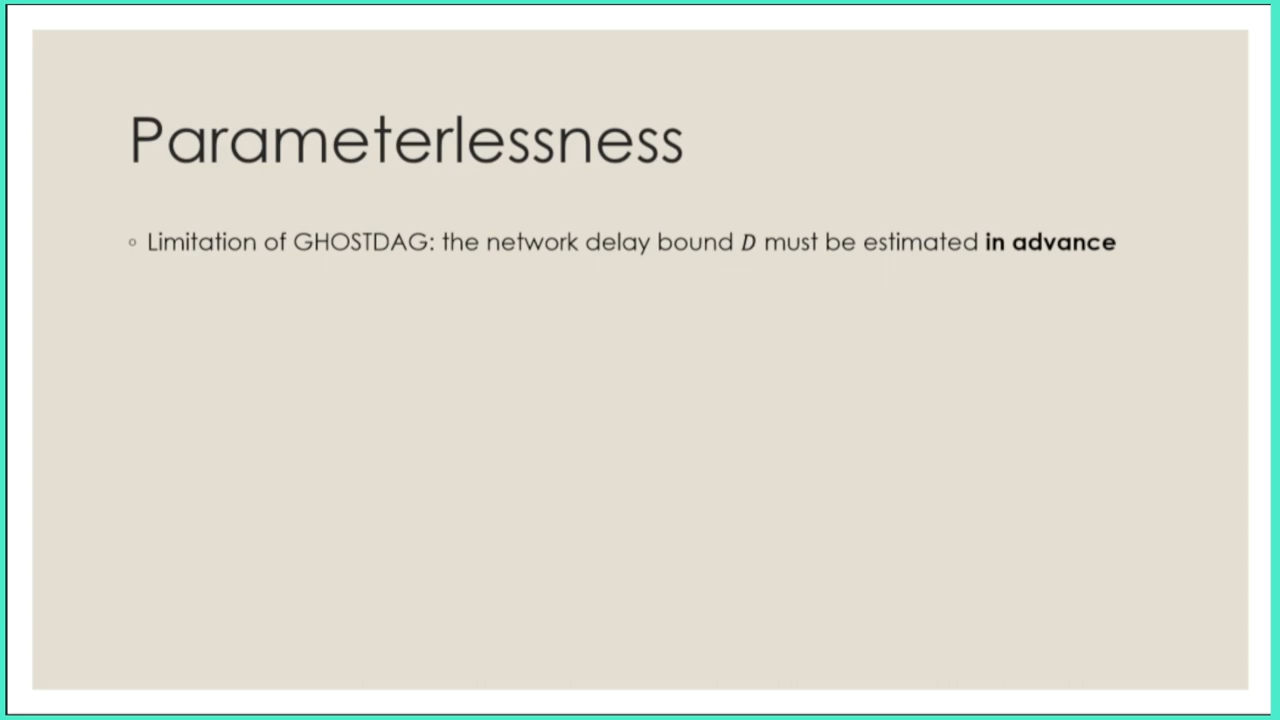 Parameterlessness
◦ Limitation of GHOSTDAG: the network delay bound D must be estimated in advance